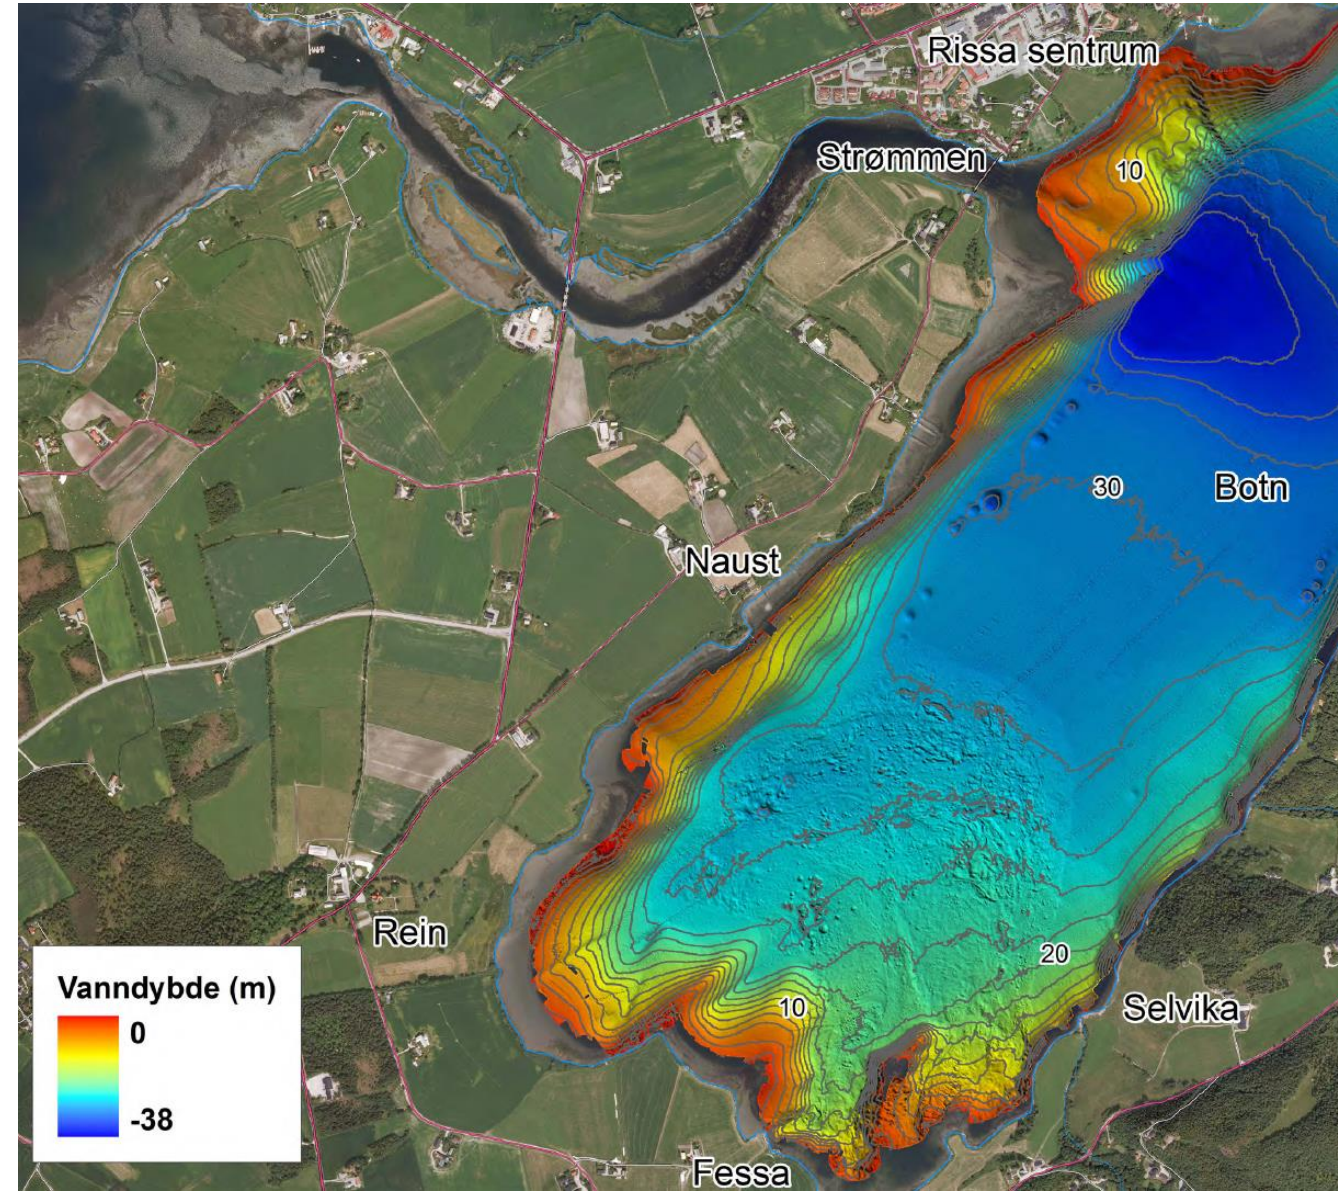 Rissa sentrum
Strømmen
10
30
Botn
Naust
Rein
20
10
Selvika
Fessa
Vanndybde (m)
0
-38